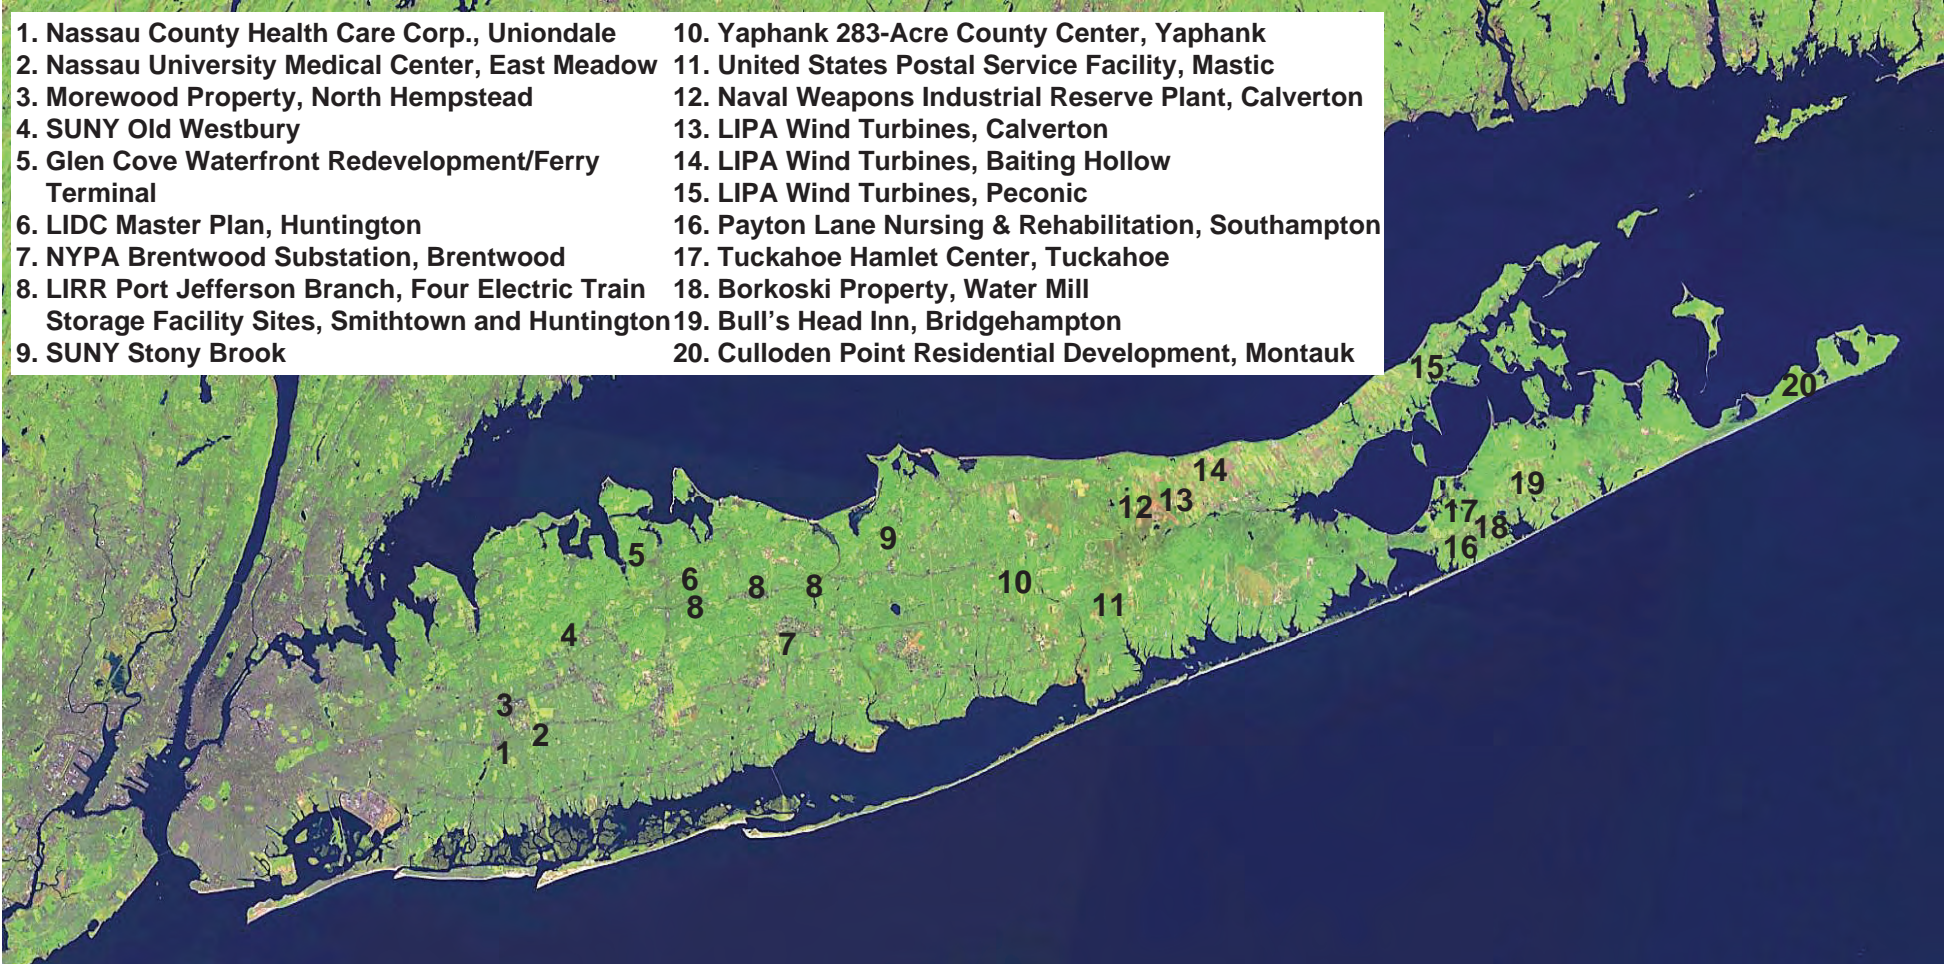 1. Nassau County Health Care Corp., Uniondale
2. Nassau University Medical Center, East Meadow
3. Morewood Property, North Hempstead
4. SUNY Old Westbury
5. Glen Cove Waterfront Redevelopment/Ferry
Terminal
6. LIDC Master Plan, Huntington
7. NYPA Brentwood Substation, Brentwood
8. LIRR Port Jefferson Branch, Four Electric Train
Storage Facility Sites, Smithtown and Huntington
9. SUNY Stony Brook
10. Yaphank 283-Acre County Center, Yaphank
11. United States Postal Service Facility, Mastic
12. Naval Weapons Industrial Reserve Plant, Calverton
13. LIPA Wind Turbines, Calverton
14. LIPA Wind Turbines, Baiting Hollow
15. LIPA Wind Turbines, Peconic
16. Payton Lane Nursing & Rehabilitation, Southampton
17. Tuckahoe Hamlet Center, Tuckahoe
18. Borkoski Property, Water Mill
19. Bull's Head Inn, Bridgehampton
20. Culloden Point Residential Development, Montauk
15
20
14
19
12
13
17
18
9
16
5
6
8
8
10
8
11
4
7
3
2
1